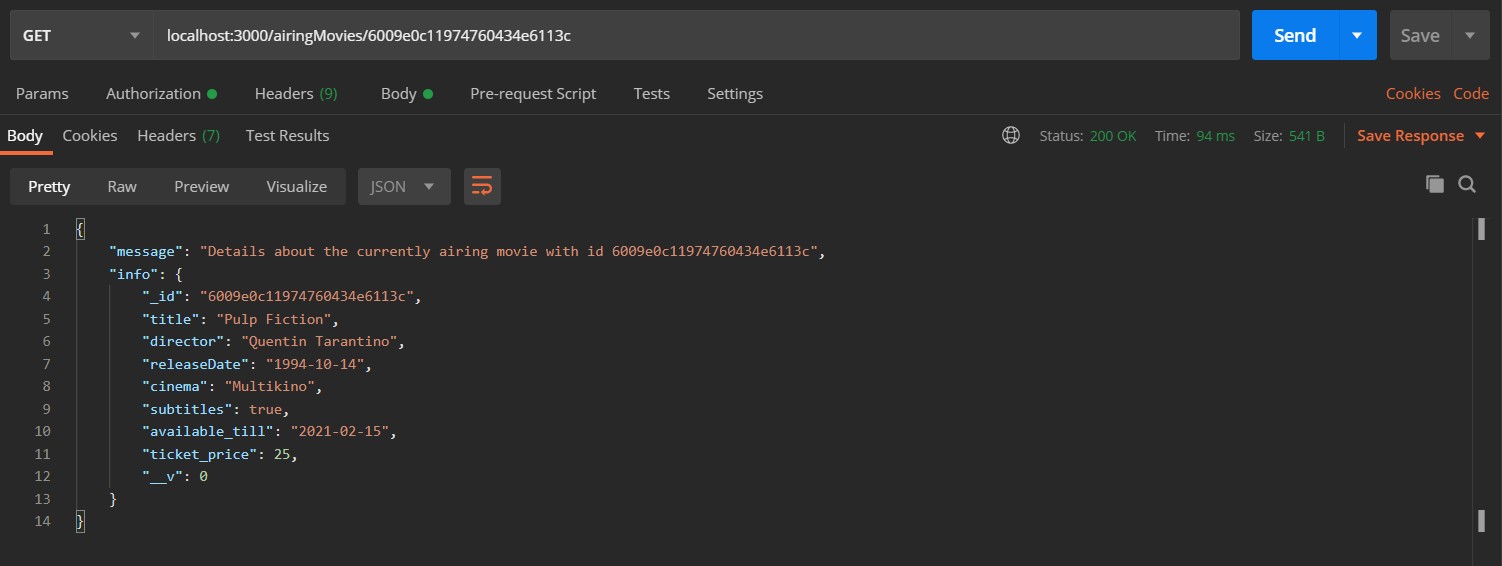 GET localhost:3000/airingMovies/6009e0c11974760434e6113c Send Save
Params Authorization Headers (9) Body Pre-request Script Tests Settings Cookies Code
Body Cookies Headers (7) Test Results Status: 200 OK Time: 94 ms Size: 541 B Save Response
Pretty Raw Preview Visualize JSON
1 {
2 "message": "Details about the currently airing movie with id 6009e0c11974760434e6113c",
3 "info": {
4 "_id": "6009e0c11974760434e6113c",
5 "title": "Pulp Fiction",
6 "director": "Quentin Tarantino",
7 "releaseDate": "1994-10-14",
8 "cinema": "Multikino",
9 "subtitles": true,
10 "available_till": "2021-02-15",
11 "ticket_price": 25,
12 "__v": 0
13 }
14 }